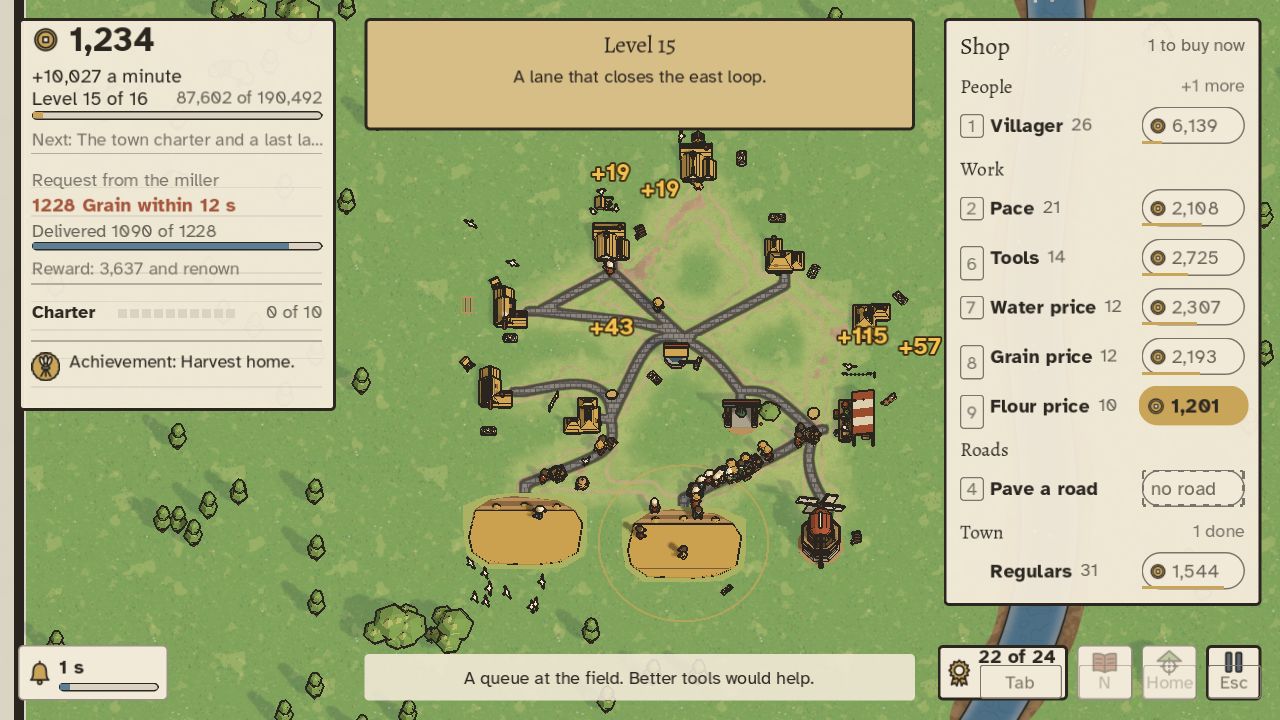 1,234
+10,027 a minute
Level 15 of 16 87,602 of 190,492
Next: The town charter and a last la...
Request from the miller
1228 Grain within 12 s
Delivered 1090 of 1228
Reward: 3,637 and renown
Charter 0 of 10
Achievement: Harvest home.
1 s
Level 15
A lane that closes the east loop.
+19
+19
+43
+115
+57
A queue at the field. Better tools would help.
Shop 1 to buy now
People +1 more
1 Villager 26 6,139
Work
2 Pace 21 2,108
6 Tools 14 2,725
7 Water price 12 2,307
8 Grain price 12 2,193
9 Flour price 10 1,201
Roads
4 Pave a road no road
Town 1 done
Regulars 31 1,544
22 of 24
Tab
N
Home
Esc